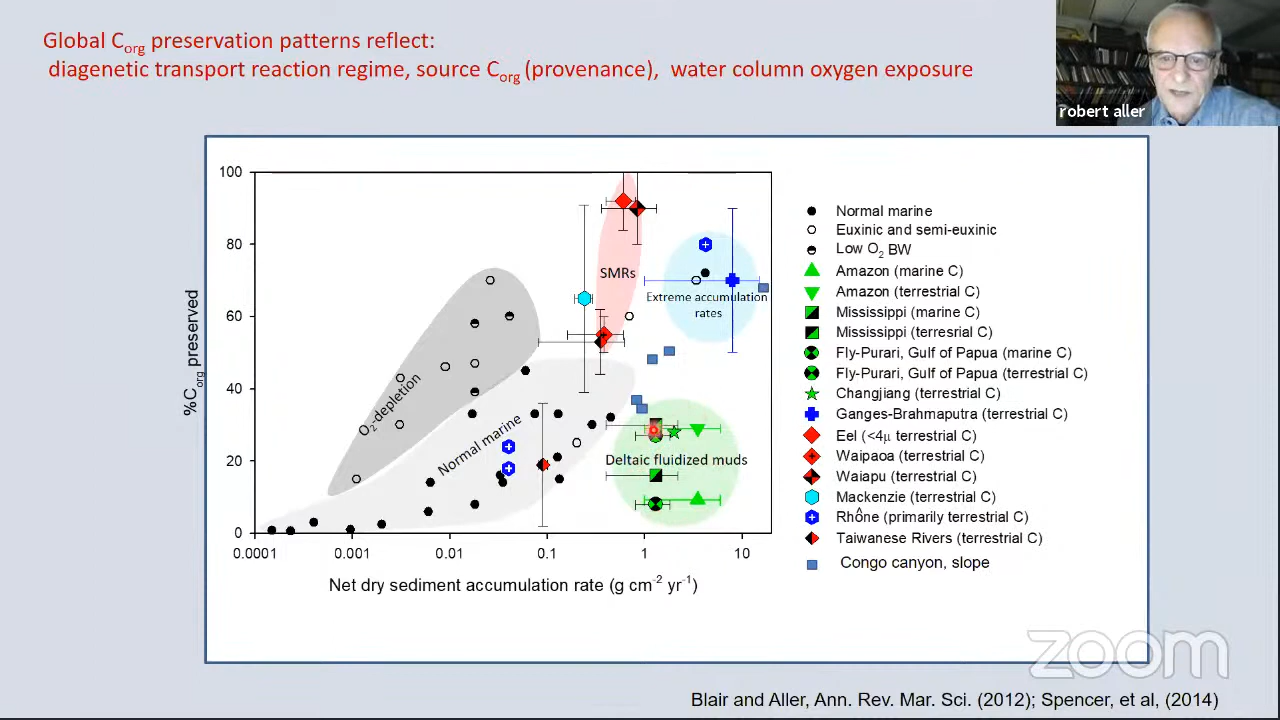 Global Corg preservation patterns reflect:
diagenetic transport reaction regime, source Corg (provenance), water column oxygen exposure
robert aller
100
80
60
40
20
0
%Corg preserved
0.0001
0.001
0.01
0.1
1
10
Net dry sediment accumulation rate (g cm-2 yr-1)
O2-depletion
Normal marine
SMRs
Extreme accumulation
rates
Deltaic fluidized muds
Normal marine
Euxinic and semi-euxinic
Low O2 BW
Amazon (marine C)
Amazon (terrestrial C)
Mississippi (marine C)
Mississippi (terresrial C)
Fly-Purari, Gulf of Papua (marine C)
Fly-Purari, Gulf of Papua (terrestrial C)
Changjiang (terrestrial C)
Ganges-Brahmaputra (terrestrial C)
Eel (<4μ terrestrial C)
Waipaoa (terrestrial C)
Waiapu (terrestrial C)
Mackenzie (terrestrial C)
Rhône (primarily terrestrial C)
Taiwanese Rivers (terrestrial C)
Congo canyon, slope
zoom
Blair and Aller, Ann. Rev. Mar. Sci. (2012); Spencer, et al, (2014)